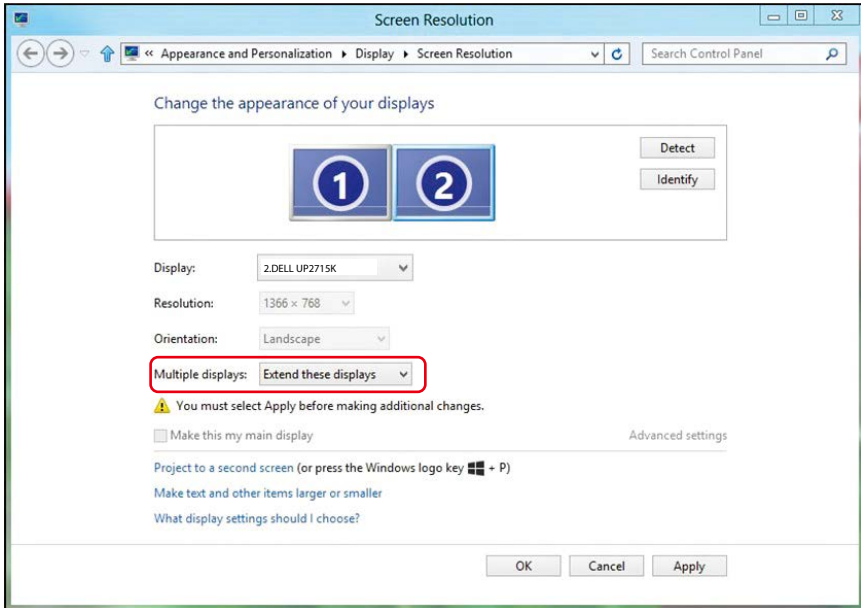 Screen Resolution
« Appearance and Personalization ▸ Display ▸ Screen Resolution
Search Control Panel
Change the appearance of your displays
1
2
Detect
Identify
Display: 2.DELL UP2715K
Resolution: 1366 × 768
Orientation: Landscape
Multiple displays: Extend these displays
You must select Apply before making additional changes.
Make this my main display
Advanced settings
Project to a second screen (or press the Windows logo key + P)
Make text and other items larger or smaller
What display settings should I choose?
OK
Cancel
Apply